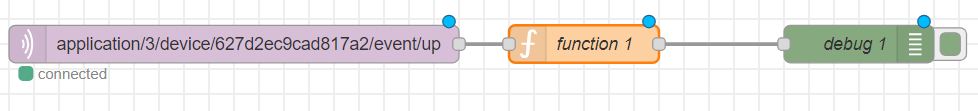 application/3/device/627d2ec9cad817a2/event/up
function 1
debug 1
connected